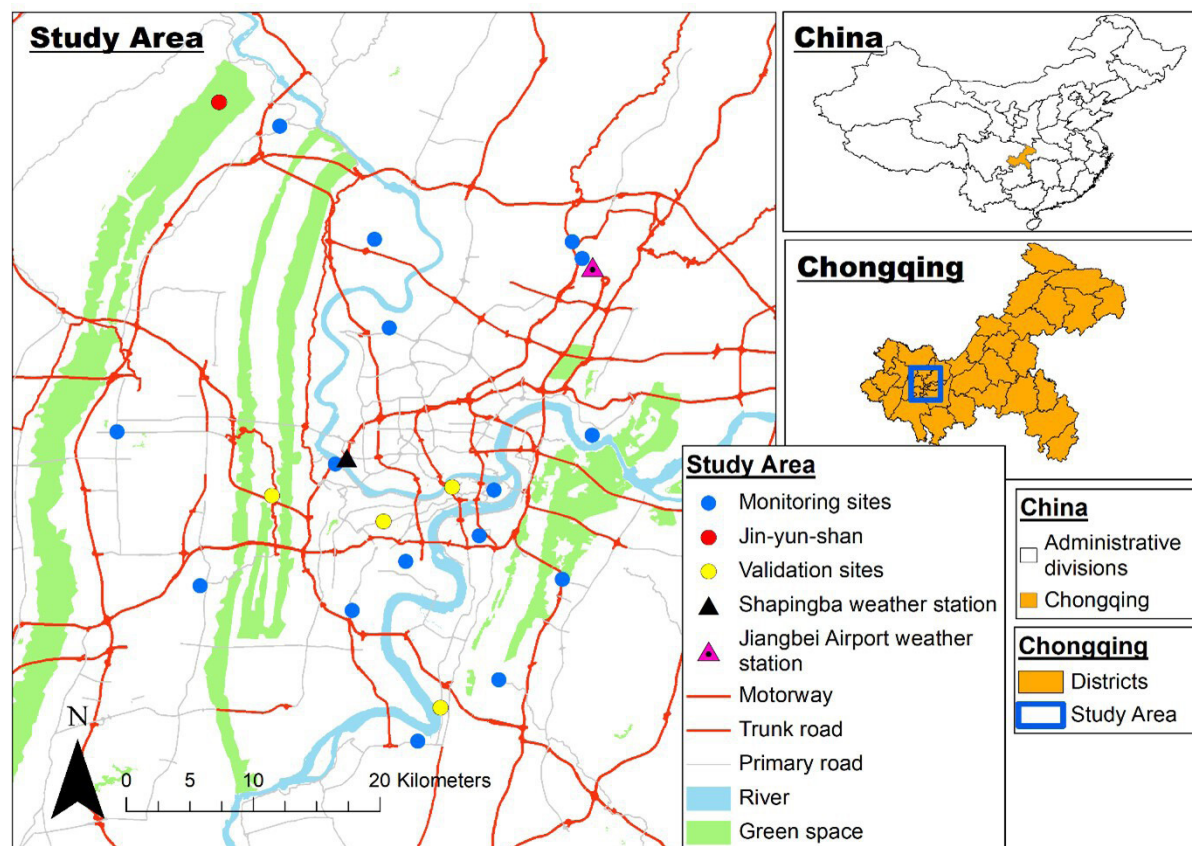 Study Area
China
Chongqing
N
0 5 10 20 Kilometers
Study Area
Monitoring sites
Jin-yun-shan
Validation sites
Shapingba weather station
Jiangbei Airport weather
station
Motorway
Trunk road
Primary road
River
Green space
China
Administrative
divisions
Chongqing
Chongqing
Districts
Study Area